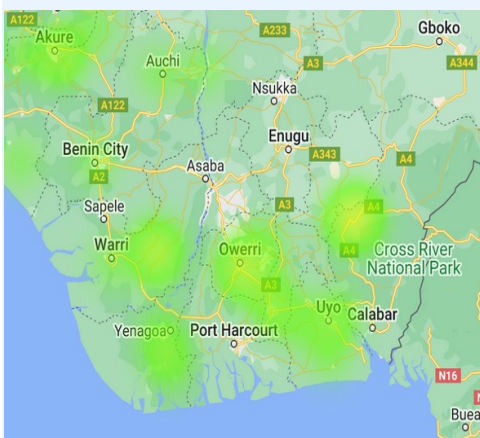 A122
Akure
A233
Gboko
Auchi
A3
A344
Nsukka
A122
Enugu
Benin City
A343
A4
Asaba
A2
Sapele
A3
A4
Warri
Owerri
A4
Cross River
National Park
A3
Uyo
Calabar
Yenagoa
Port Harcourt
N16
Buea